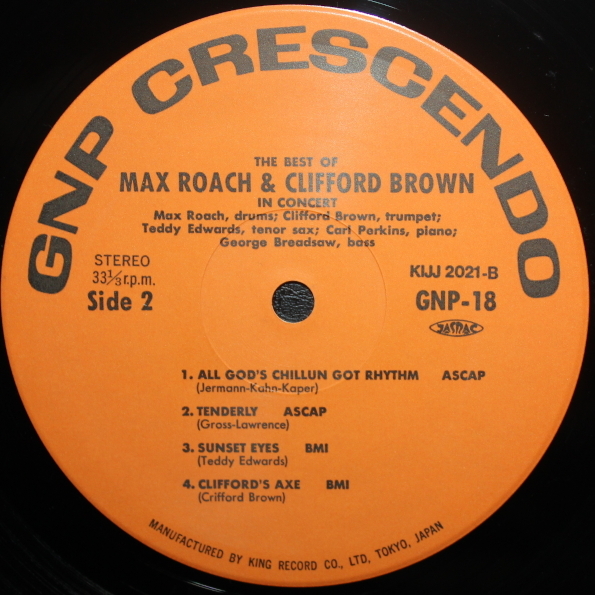 GNP CRESCENDO
THE BEST OF
MAX ROACH & CLIFFORD BROWN
IN CONCERT
Max Roach, drums; Clifford Brown, trumpet;
Teddy Edwards, tenor sax; Carl Perkins, piano;
George Breadsaw, bass
STEREO
33⅓ r.p.m.
Side 2
KIJJ 2021-B
GNP-18
JASRAC
1. ALL GOD'S CHILLUN GOT RHYTHM ASCAP
(Jermann-Kahn-Kaper)
2. TENDERLY ASCAP
(Gross-Lawrence)
3. SUNSET EYES BMI
(Teddy Edwards)
4. CLIFFORD'S AXE BMI
(Crifford Brown)
MANUFACTURED BY KING RECORD CO., LTD, TOKYO, JAPAN